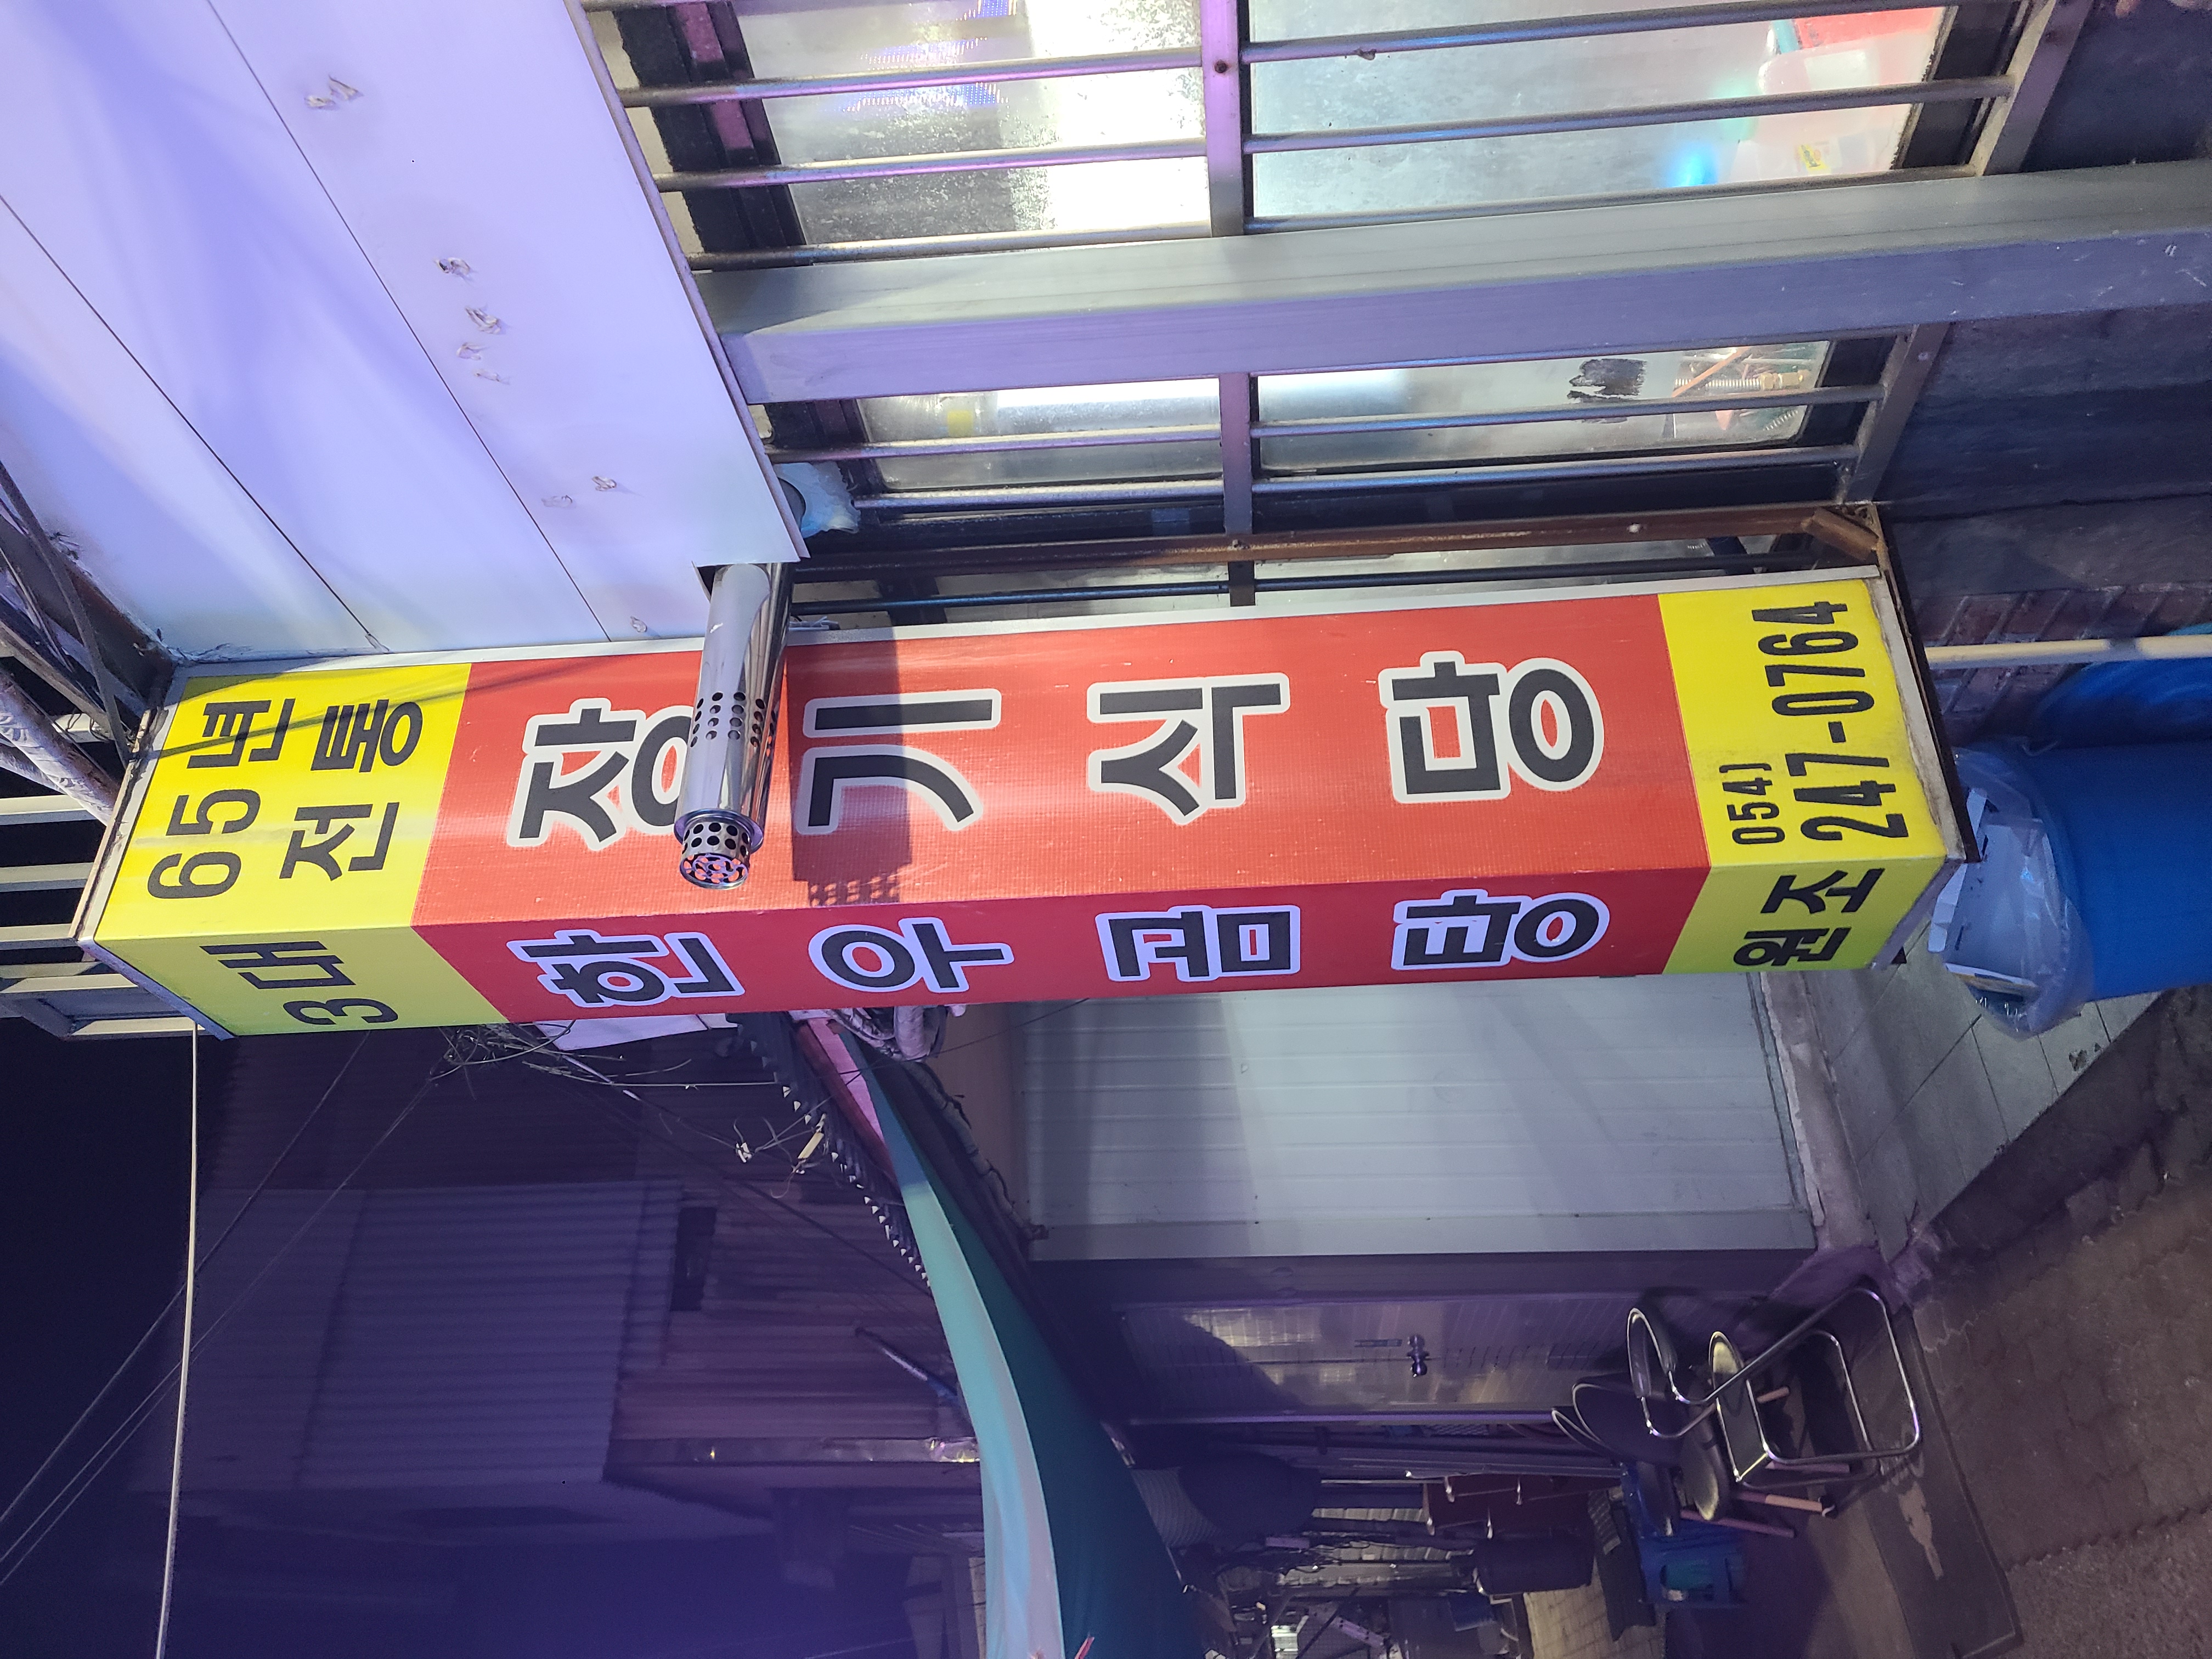 65년
전통
장기식당
054)
247-0764
3대
한우곰탕
원조